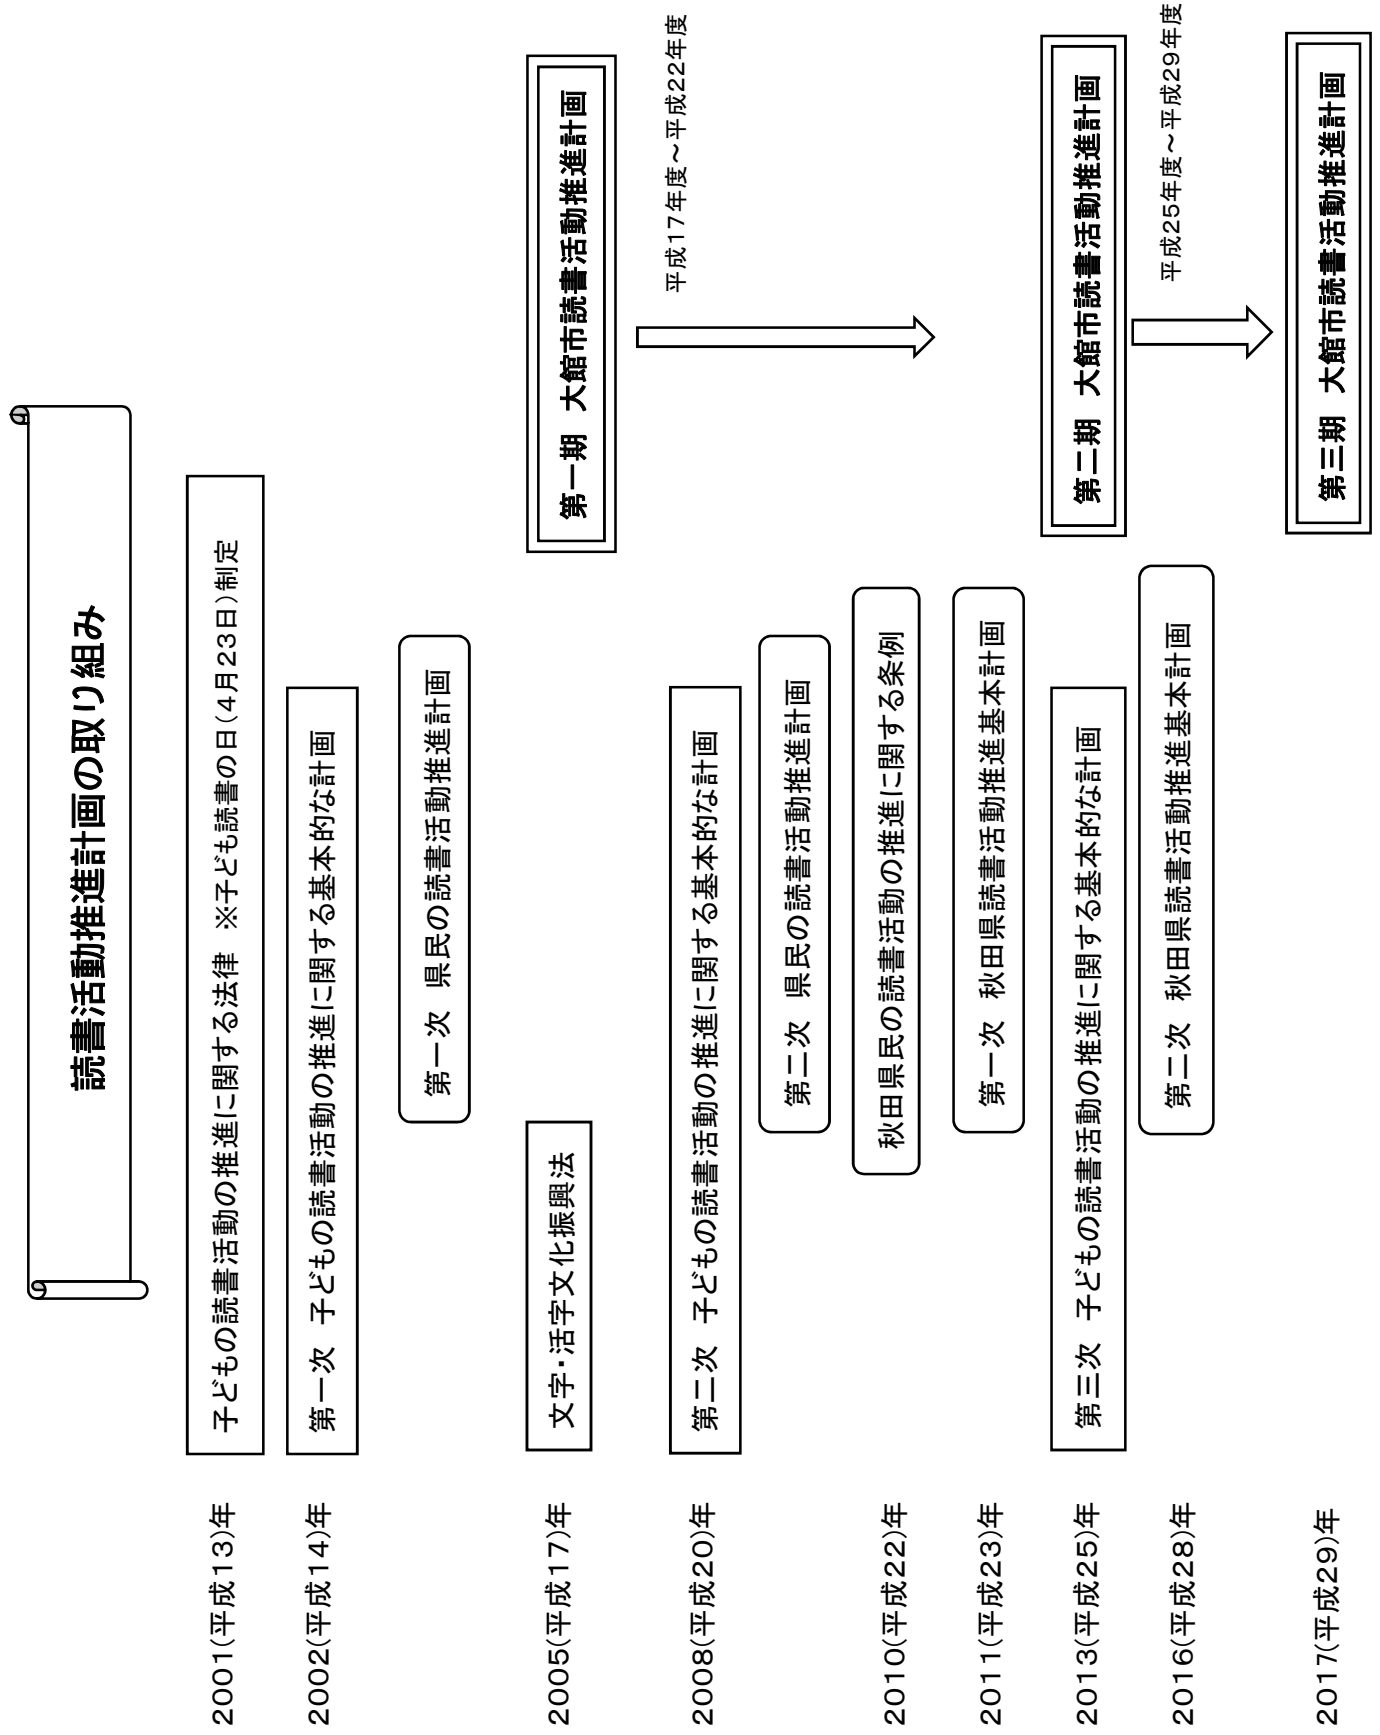 読書活動推進計画の取り組み
2001(平成13)年
子どもの読書活動の推進に関する法律　※子ども読書の日(4月23日)制定
2002(平成14)年
第一次　子どもの読書活動の推進に関する基本的な計画
第一次　県民の読書活動推進計画
2005(平成17)年
文字・活字文化振興法
第一期　大館市読書活動推進計画
平成17年度～平成22年度
2008(平成20)年
第二次　子どもの読書活動の推進に関する基本的な計画
第二次　県民の読書活動推進計画
2010(平成22)年
秋田県民の読書活動の推進に関する条例
2011(平成23)年
第一次　秋田県読書活動推進基本計画
2013(平成25)年
第三次　子どもの読書活動の推進に関する基本的な計画
第二期　大館市読書活動推進計画
平成25年度～平成29年度
2016(平成28)年
第二次　秋田県読書活動推進基本計画
2017(平成29)年
第三期　大館市読書活動推進計画